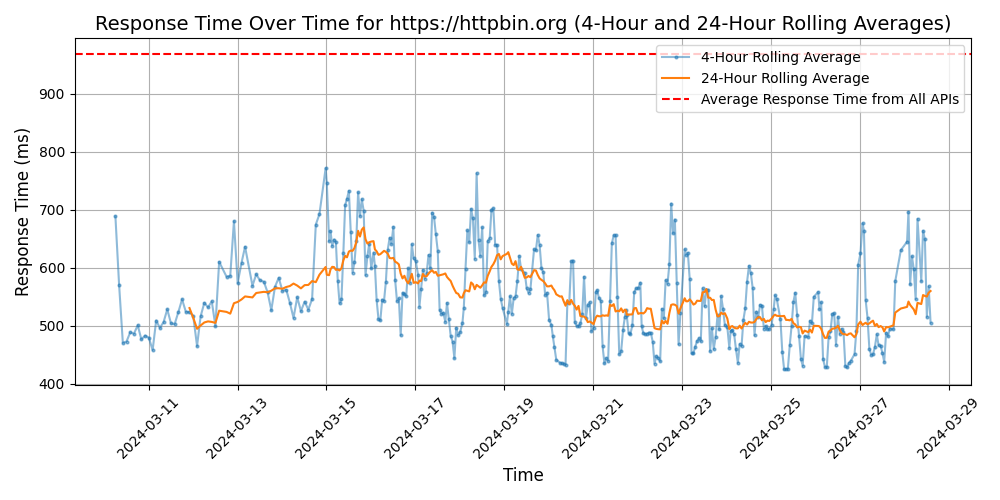 Response Time Over Time for https://httpbin.org (4-Hour and 24-Hour Rolling Averages)
4-Hour Rolling Average
24-Hour Rolling Average
Average Response Time from All APIs
Response Time (ms)
900
800
700
600
500
400
2024-03-11
2024-03-13
2024-03-15
2024-03-17
2024-03-19
2024-03-21
2024-03-23
2024-03-25
2024-03-27
2024-03-29
Time